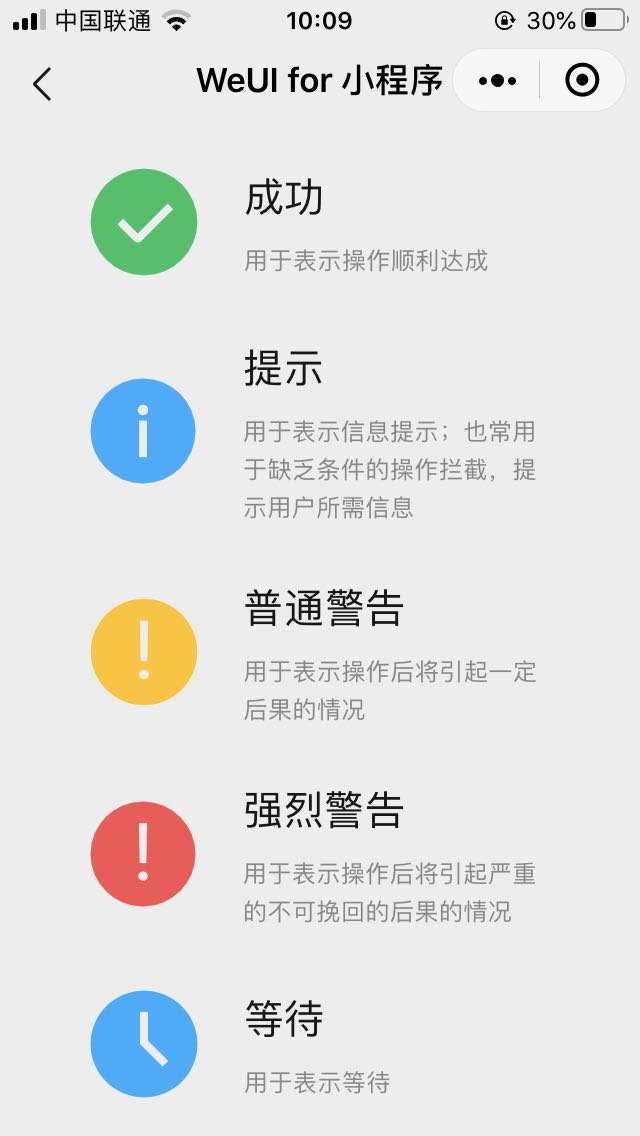 中国联通
10:09
30%
WeUI for 小程序
成功
用于表示操作顺利达成
提示
用于表示信息提示；也常用
于缺乏条件的操作拦截，提
示用户所需信息
普通警告
用于表示操作后将引起一定
后果的情况
强烈警告
用于表示操作后将引起严重
的不可挽回的后果的情况
等待
用于表示等待